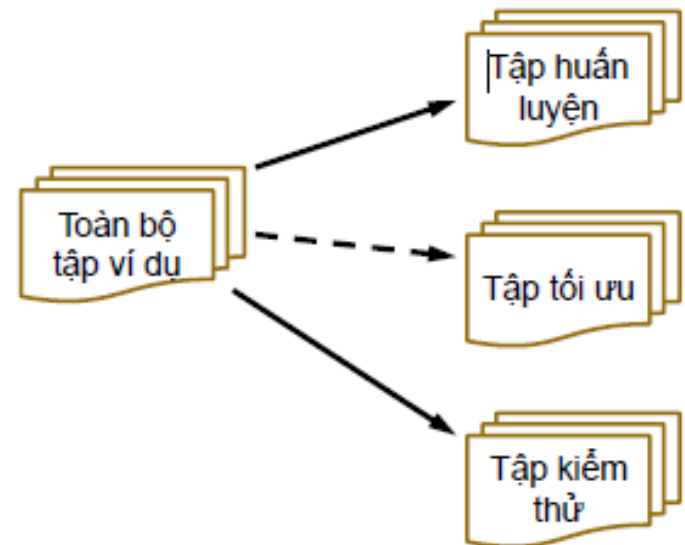 Tập huấn
luyện
Toàn bộ
tập ví dụ
Tập tối ưu
Tập kiểm
thử